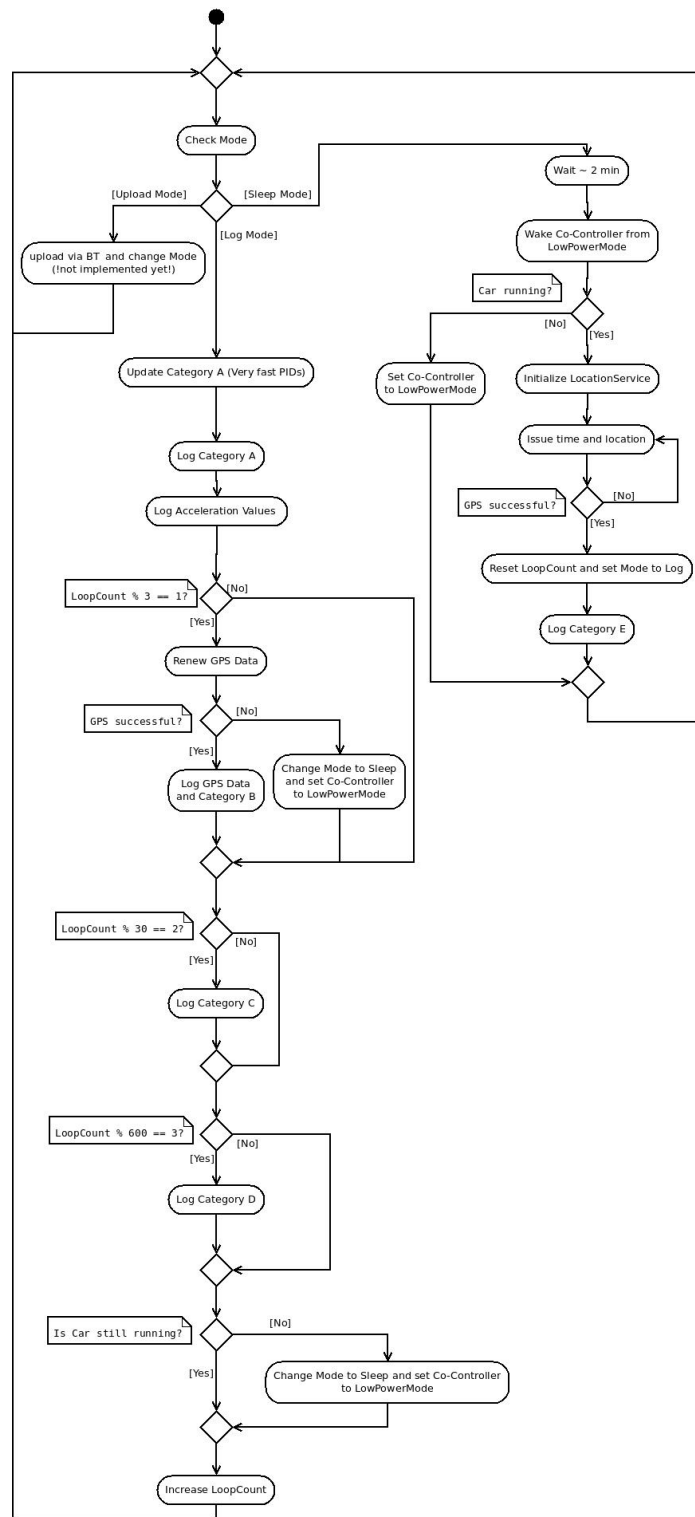 Check Mode
[Upload Mode]
[Sleep Mode]
[Log Mode]
upload via BT and change Mode
(!not implemented yet!)
Wait ~ 2 min
Wake Co-Controller from
LowPowerMode
Car running?
[No]
[Yes]
Set Co-Controller
to LowPowerMode
Initialize LocationService
Issue time and location
GPS successful?
[No]
[Yes]
Reset LoopCount and set Mode to Log
Log Category E
Update Category A (Very fast PIDs)
Log Category A
Log Acceleration Values
LoopCount % 3 == 1?
[No]
[Yes]
Renew GPS Data
GPS successful?
[No]
[Yes]
Log GPS Data
and Category B
Change Mode to Sleep
and set Co-Controller
to LowPowerMode
LoopCount % 30 == 2?
[No]
[Yes]
Log Category C
LoopCount % 600 == 3?
[No]
[Yes]
Log Category D
Is Car still running?
[No]
[Yes]
Change Mode to Sleep and set Co-Controller
to LowPowerMode
Increase LoopCount